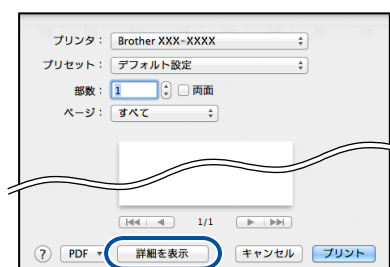 プリンタ： Brother XXX-XXXX
プリセット： デフォルト設定
部数： 1 両面
ページ： すべて
1/1
? PDF 詳細を表示 キャンセル プリント